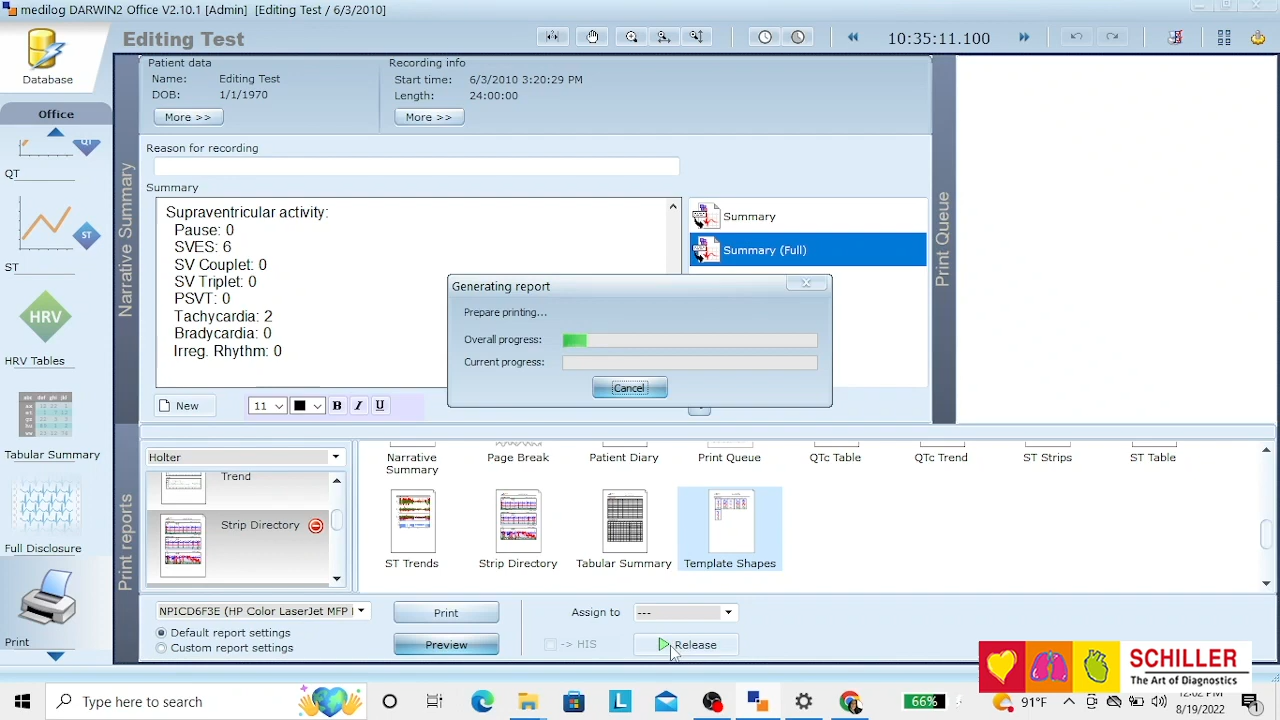 medilog DARWIN2 Office V2.10.1 [Admin] [Editing Test / 6/3/2010]
Database
Editing Test
10:35:11.100
Office
QT
QT
ST
ST
HRV
HRV Tables
Tabular Summary
Full Disclosure
Print
Narrative Summary
Patient data
Name: Editing Test
DOB: 1/1/1970
More >>
Recording info
Start time: 6/3/2010 3:20:29 PM
Length: 24:00:00
More >>
Reason for recording
Summary
Supraventricular activity:
Pause: 0
SVES: 6
SV Couplet: 0
SV Triplet: 0
PSVT: 0
Tachycardia: 2
Bradycardia: 0
Irreg. Rhythm: 0
New
11
B I U
Summary
Summary (Full)
Print Queue
Generating report
Prepare printing...
Overall progress:
Current progress:
Cancel
Print reports
Holter
Trend
Strip Directory
Narrative Summary
Page Break
Patient Diary
Print Queue
QTc Table
QTc Trend
ST Strips
ST Table
ST Trends
Strip Directory
Tabular Summary
Template Shapes
NPICD6F3E (HP Color LaserJet MFP
Print
Assign to
---
Default report settings
Custom report settings
Preview
-> HIS
Release
SCHILLER
The Art of Diagnostics
Type here to search
66%
91°F
12:02 PM
8/19/2022